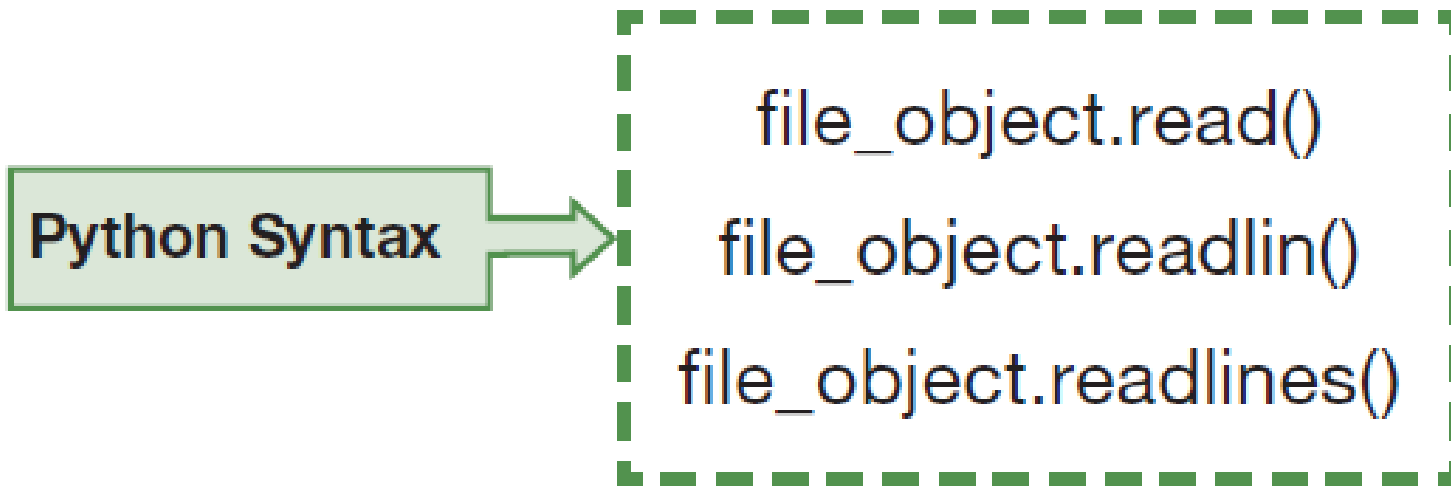 Python Syntax
file_object.read()
file_object.readlin()
file_object.readlines()